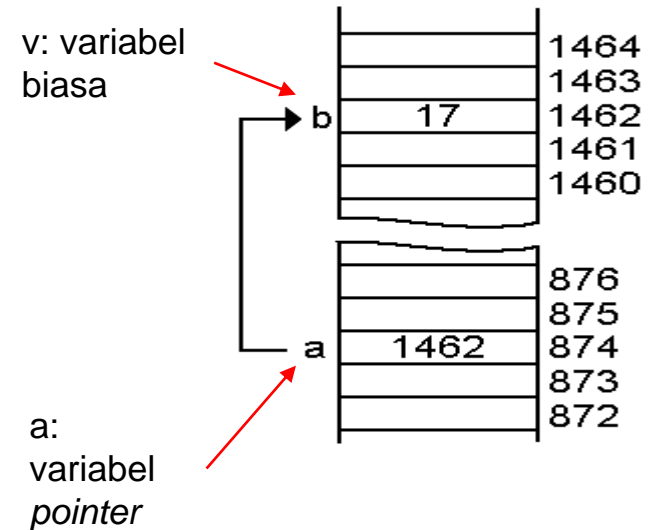 v: variabel
biasa
1464
1463
b 17 1462
1461
1460
876
875
a 1462 874
873
872
a:
variabel
pointer